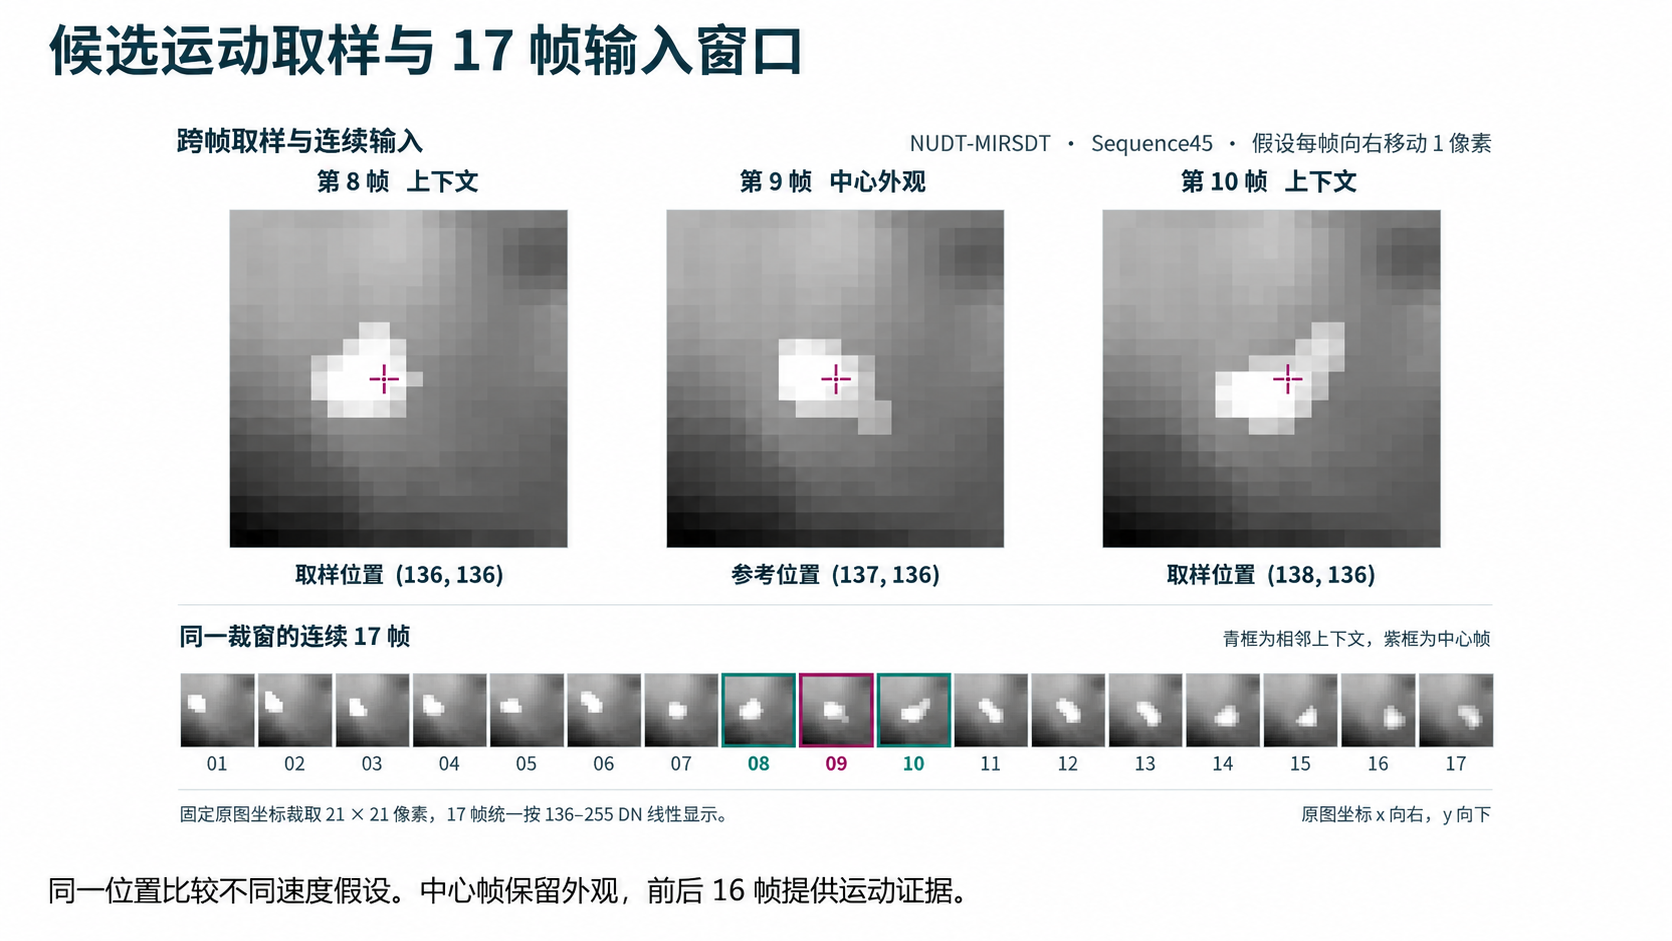 候选运动取样与 17 帧输入窗口
跨帧取样与连续输入
NUDT-MIRSDT • Sequence45 • 假设每帧向右移动 1 像素
第 8 帧 上下文
第 9 帧 中心外观
第 10 帧 上下文
取样位置 (136, 136)
参考位置 (137, 136)
取样位置 (138, 136)
同一裁窗的连续 17 帧
青框为相邻上下文，紫框为中心帧
01 02 03 04 05 06 07 08 09 10 11 12 13 14 15 16 17
固定原图坐标裁取 21 × 21 像素，17 帧统一按 136–255 DN 线性显示。
原图坐标 x 向右，y 向下
同一位置比较不同速度假设。中心帧保留外观，前后 16 帧提供运动证据。